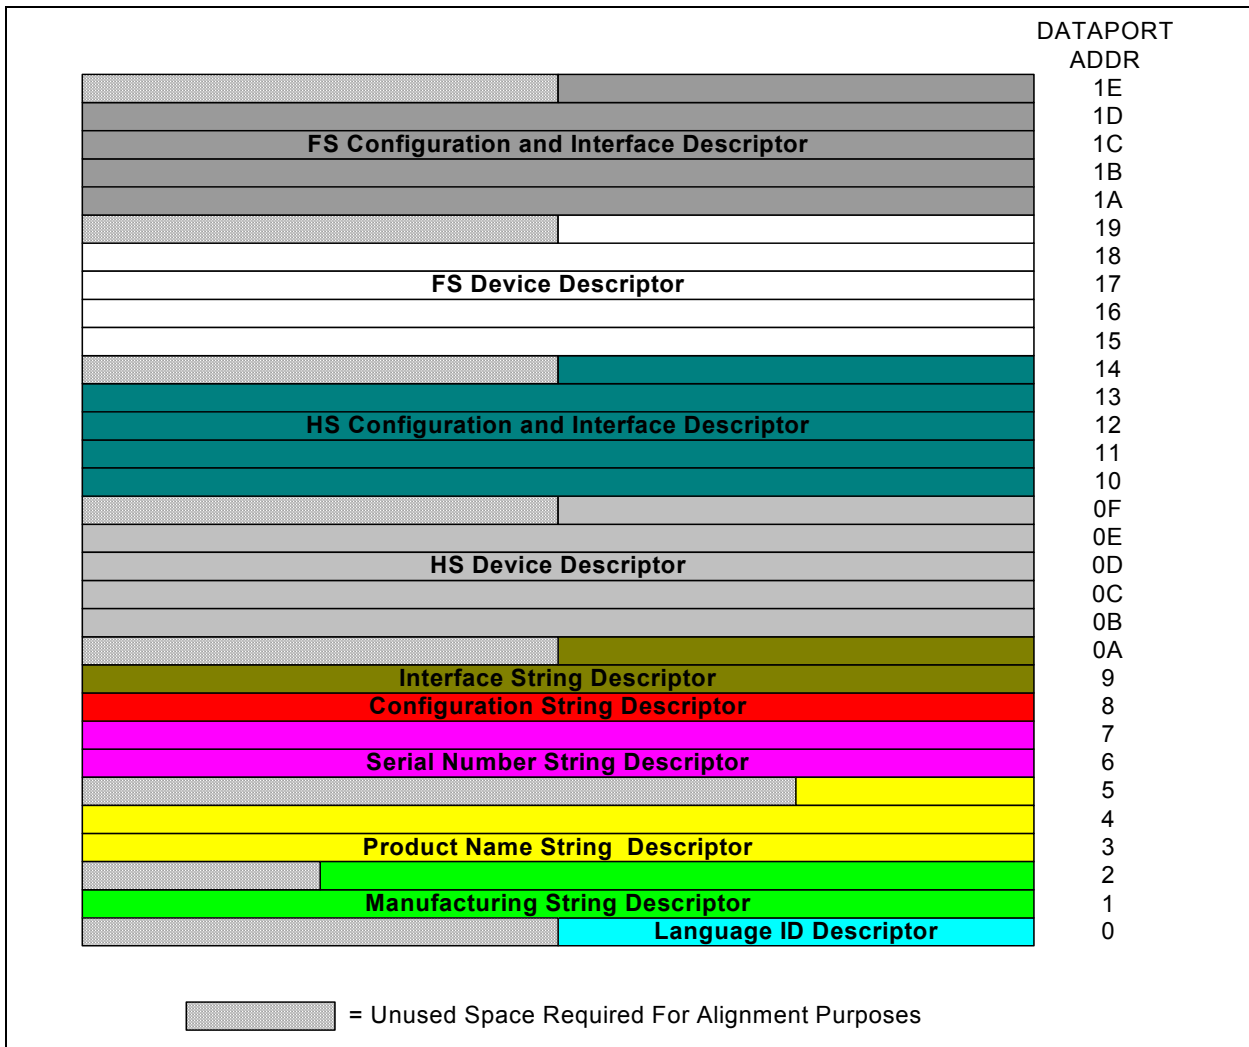 DATAPORT
ADDR
1E
1D
FS Configuration and Interface Descriptor 1C
1B
1A
19
18
FS Device Descriptor 17
16
15
14
13
HS Configuration and Interface Descriptor 12
11
10
0F
0E
HS Device Descriptor 0D
0C
0B
0A
Interface String Descriptor 9
Configuration String Descriptor 8
7
Serial Number String Descriptor 6
5
4
Product Name String Descriptor 3
2
Manufacturing String Descriptor 1
Language ID Descriptor 0
= Unused Space Required For Alignment Purposes